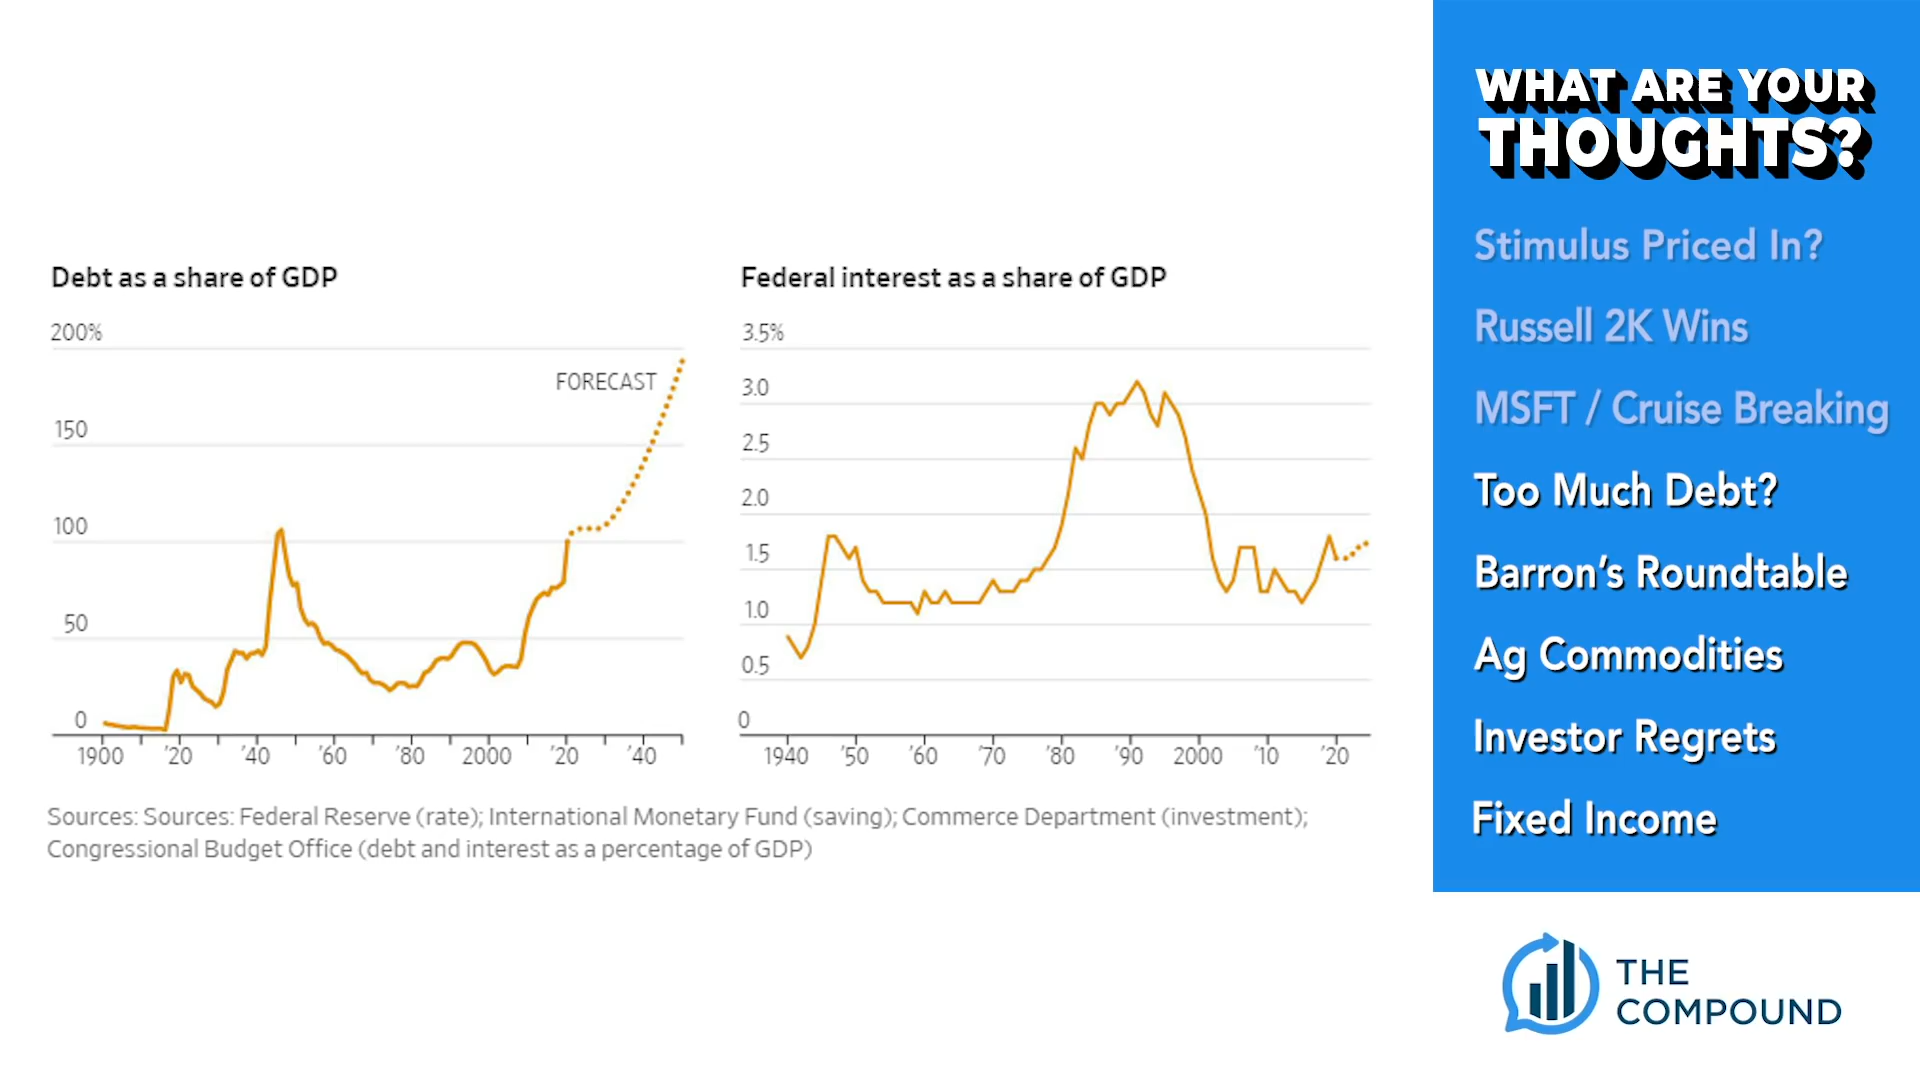 WHAT ARE YOUR
THOUGHTS?
Stimulus Priced In?
Russell 2K Wins
MSFT / Cruise Breaking
Too Much Debt?
Barron's Roundtable
Ag Commodities
Investor Regrets
Fixed Income
Debt as a share of GDP
200%
FORECAST
150
100
50
0
1900 '20 '40 '60 '80 2000 '20 '40
Federal interest as a share of GDP
3.5%
3.0
2.5
2.0
1.5
1.0
0.5
0
1940 '50 '60 '70 '80 '90 2000 '10 '20
Sources: Sources: Federal Reserve (rate); International Monetary Fund (saving); Commerce Department (investment);
Congressional Budget Office (debt and interest as a percentage of GDP)
THE
COMPOUND